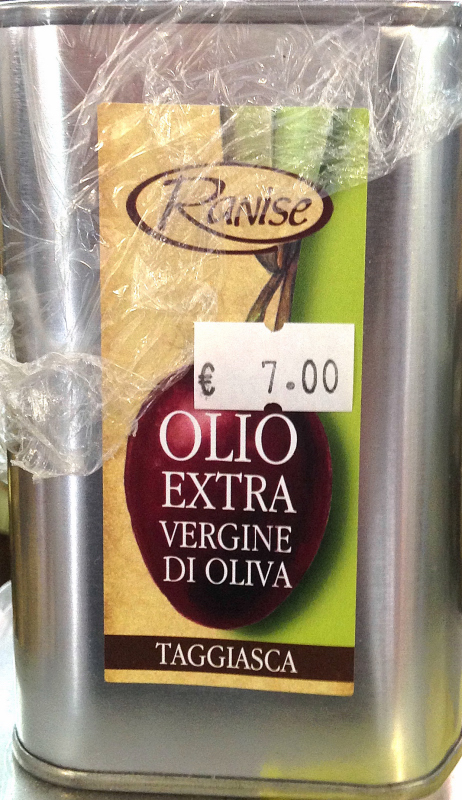 Ranise
€ 7.00
OLIO
EXTRA
VERGINE
DI OLIVA
TAGGIASCA